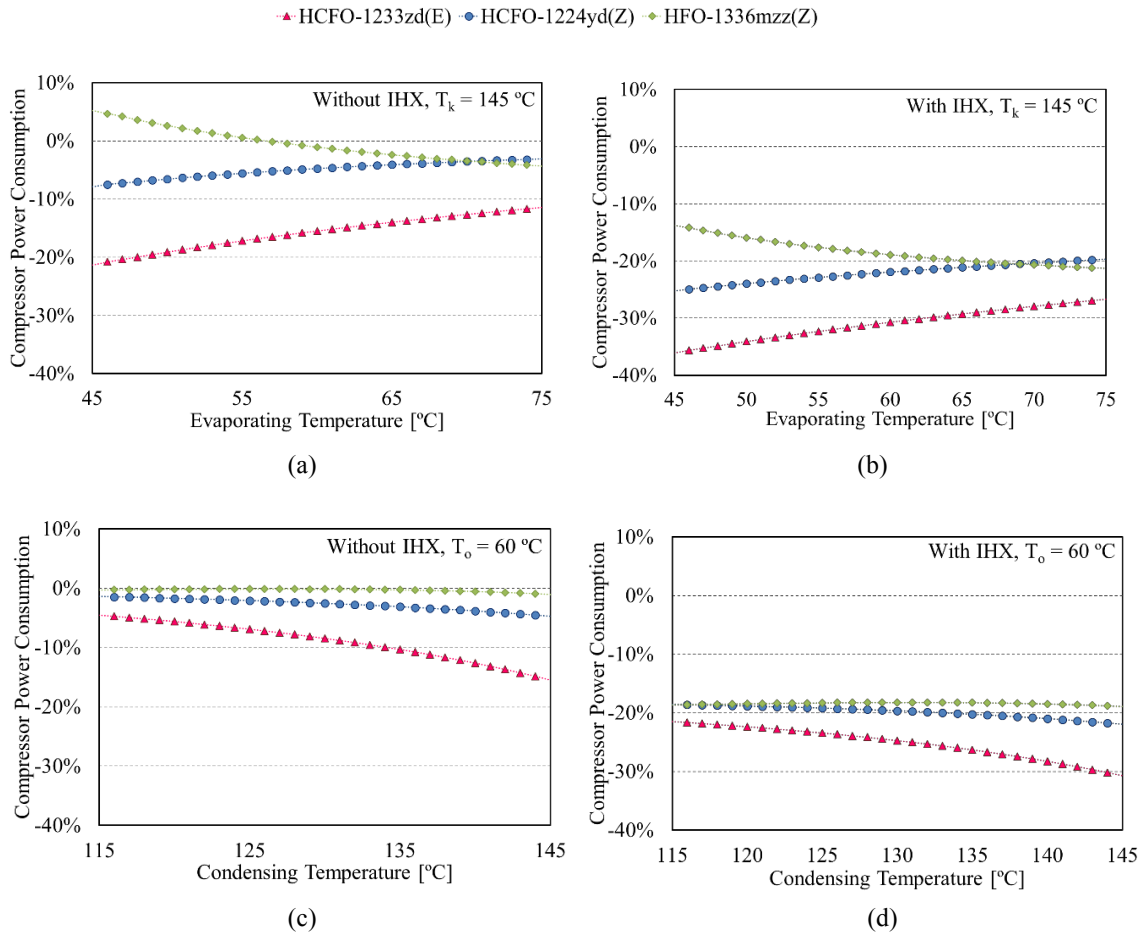 HCFO-1233zd(E) HCFO-1224yd(Z) HFO-1336mzz(Z)
Compressor Power Consumption
10%
0%
-10%
-20%
-30%
-40%
Without IHX, Tk = 145 ºC
45 55 65 75
Evaporating Temperature [ºC]
(a)
Compressor Power Consumption
10%
0%
-10%
-20%
-30%
-40%
With IHX, Tk = 145 ºC
45 50 55 60 65 70 75
Evaporating Temperature [ºC]
(b)
Compressor Power Consumption
10%
0%
-10%
-20%
-30%
-40%
Without IHX, To = 60 ºC
115 125 135 145
Condensing Temperature [ºC]
(c)
Compressor Power Consumption
10%
0%
-10%
-20%
-30%
-40%
With IHX, To = 60 ºC
115 120 125 130 135 140 145
Condensing Temperature [ºC]
(d)